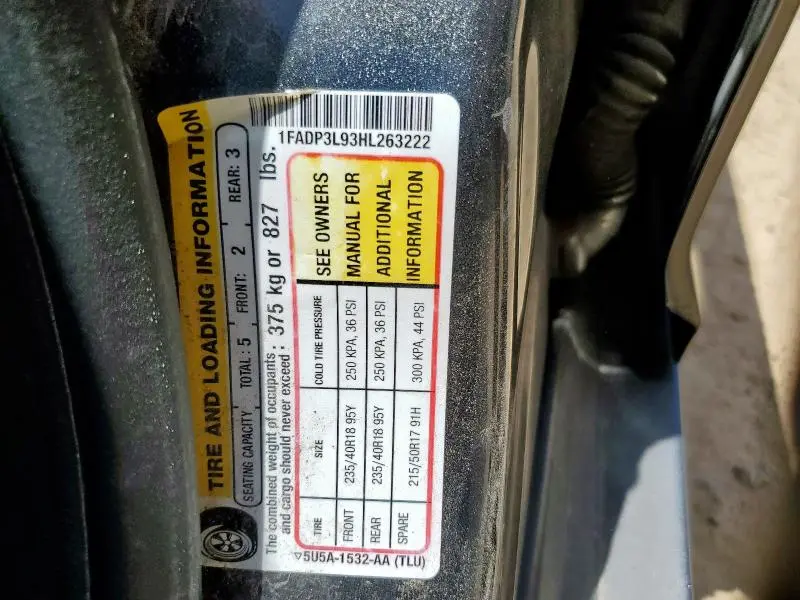 TIRE AND LOADING INFORMATION
SEATING CAPACITY TOTAL : 5 FRONT: 2 REAR: 3
The combined weight of occupants and cargo should never exceed : 375 kg or 827 lbs.
TIRE SIZE COLD TIRE PRESSURE
FRONT 235/40R18 95Y 250 KPA, 36 PSI
REAR 235/40R18 95Y 250 KPA, 36 PSI
SPARE 215/50R17 91H 300 KPA, 44 PSI
SEE OWNERS
MANUAL FOR
ADDITIONAL
INFORMATION
5U5A-1532-AA (TLU)
1FADP3L93HL263222